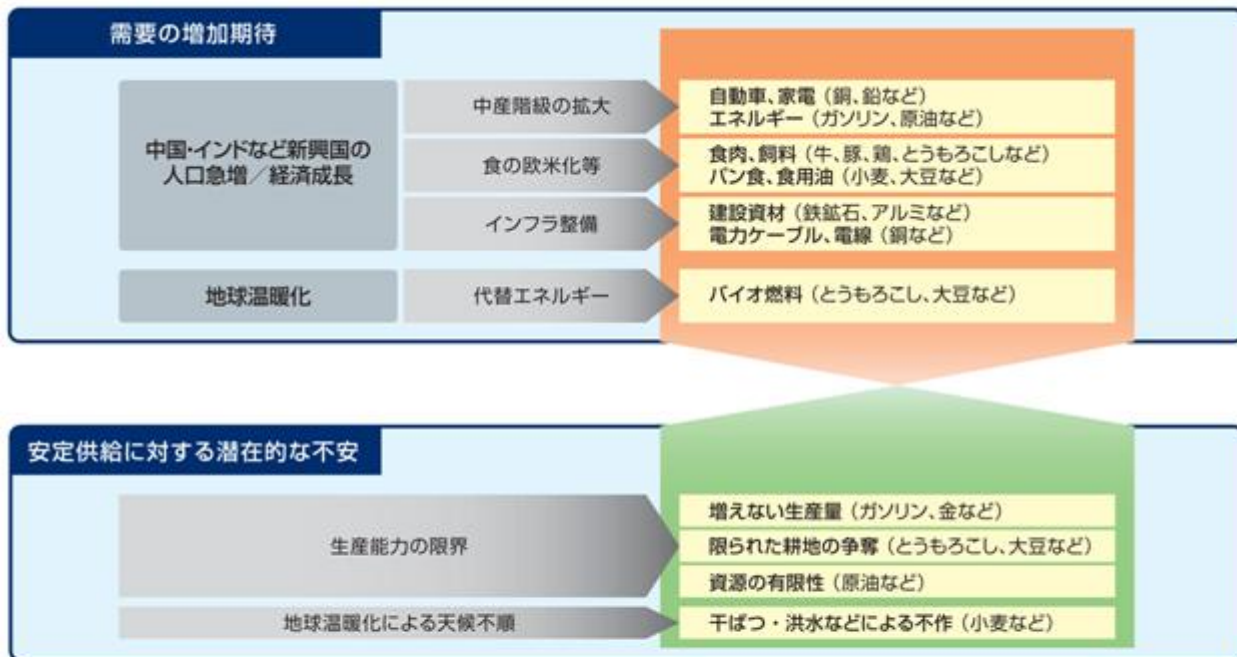 需要の増加期待
中国・インドなど新興国の
人口急増／経済成長
中産階級の拡大
自動車、家電（銅、鉛など）
エネルギー（ガソリン、原油など）
食の欧米化等
食肉、飼料（牛、豚、鶏、とうもろこしなど）
パン食、食用油（小麦、大豆など）
インフラ整備
建設資材（鉄鉱石、アルミなど）
電力ケーブル、電線（銅など）
地球温暖化
代替エネルギー
バイオ燃料（とうもろこし、大豆など）
安定供給に対する潜在的な不安
生産能力の限界
増えない生産量（ガソリン、金など）
限られた耕地の争奪（とうもろこし、大豆など）
資源の有限性（原油など）
地球温暖化による天候不順
干ばつ・洪水などによる不作（小麦など）